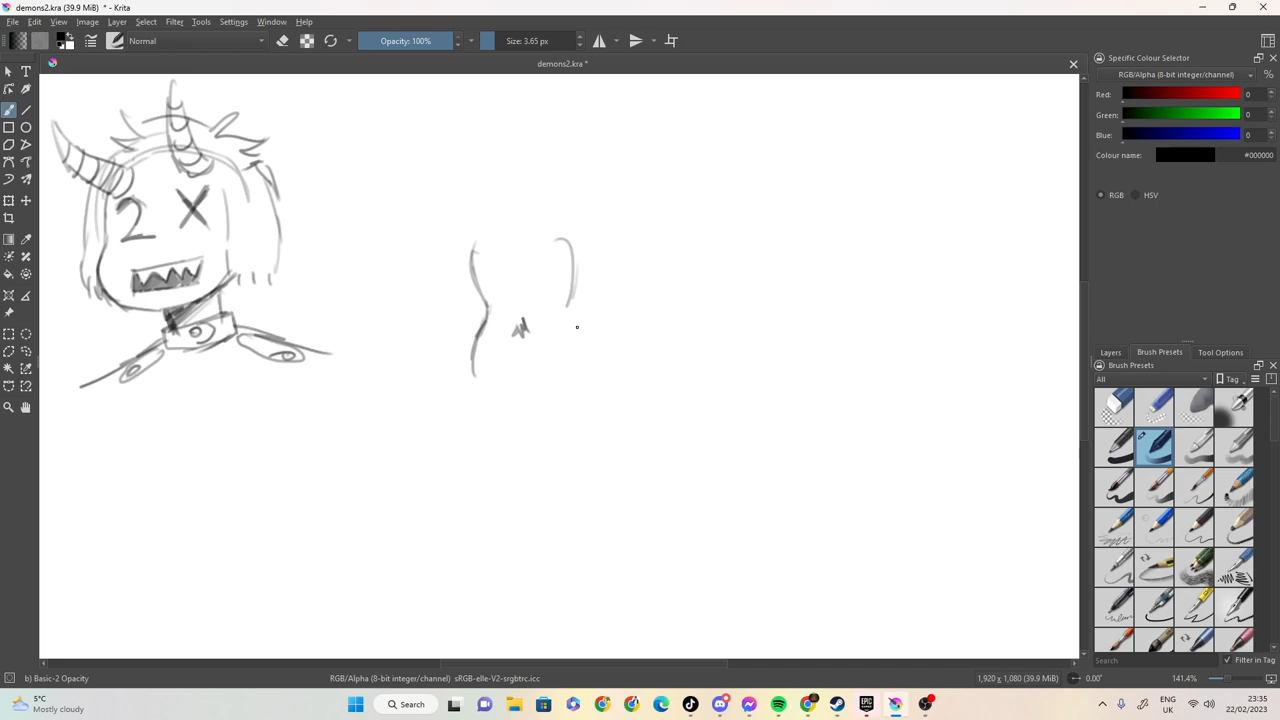 demons2.kra (39.9 MiB) * - Krita
File Edit View Image Layer Select Filter Tools Settings Window Help
Normal
Opacity: 100%
Size: 3.65 px
demons2.kra *
Specific Colour Selector
RGB/Alpha (8-bit integer/channel)
%
Red: 0
Green: 0
Blue: 0
Colour name: #000000
RGB HSV
2 X
Layers Brush Presets Tool Options
Brush Presets
All
Tag
Search
Filter in Tag
b) Basic-2 Opacity
RGB/Alpha (8-bit integer/channel) sRGB-elle-V2-srgbtrc.icc
1,920 x 1,080 (39.9 MiB)
0.00°
141.4%
5°C
Mostly cloudy
Search
EPIC
ENG
UK
23:35
22/02/2023